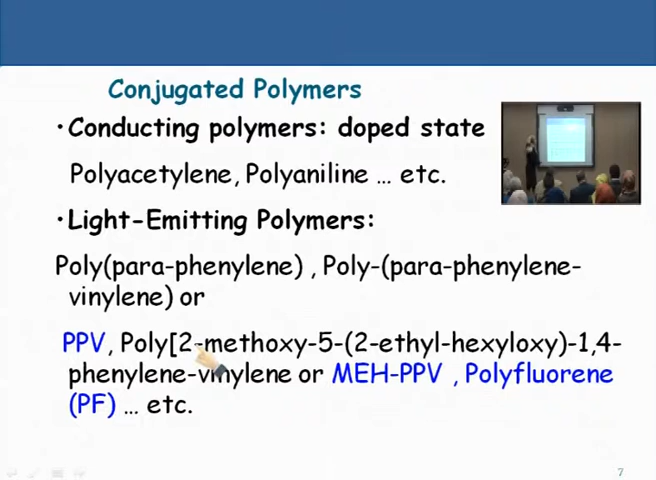 Conjugated Polymers
•Conducting polymers: doped state
Polyacetylene, Polyaniline ... etc.
•Light-Emitting Polymers:
Poly(para-phenylene) , Poly-(para-phenylene-
vinylene) or
PPV, Poly[2-methoxy-5-(2-ethyl-hexyloxy)-1,4-
phenylene-vinylene or MEH-PPV , Polyfluorene
(PF) ... etc.
7